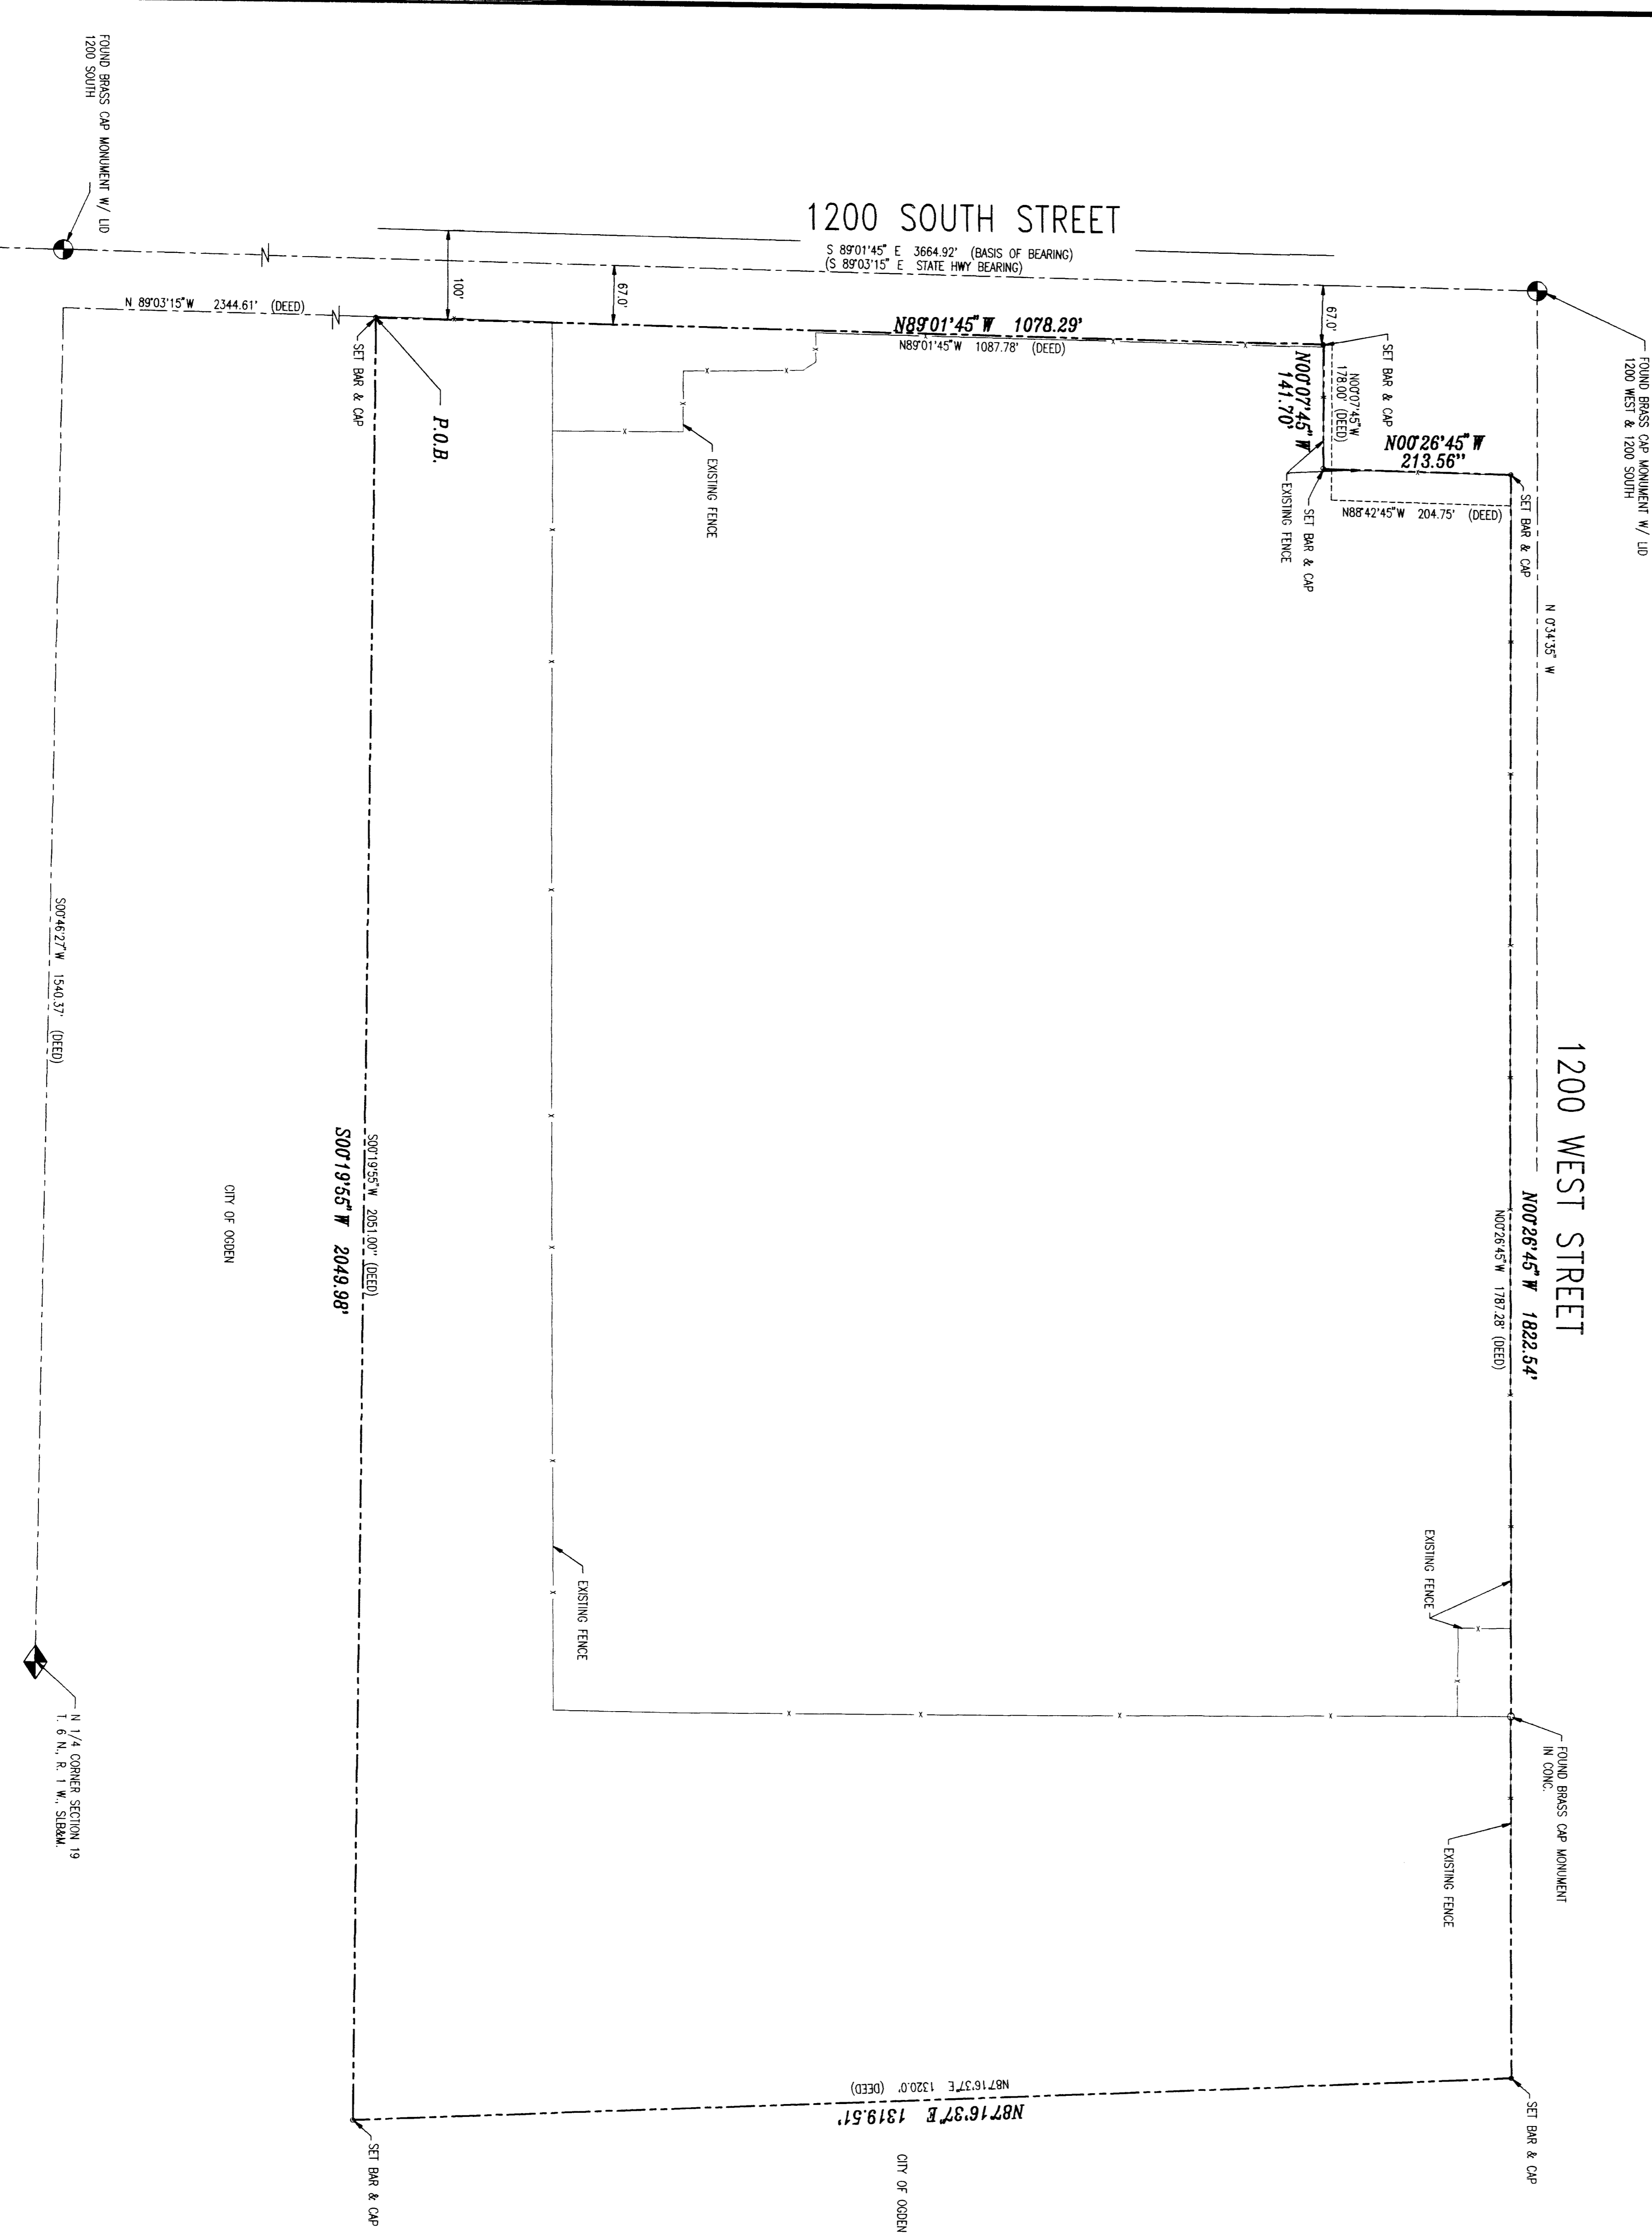 FOUND BRASS CAP MONUMENT W/ LID
1200 SOUTH
1200 SOUTH STREET
S 89°01'45" E 3664.92' (BASIS OF BEARING)
(S 89°03'15" E STATE HWY BEARING)
FOUND BRASS CAP MONUMENT W/ LID
1200 WEST & 1200 SOUTH
N 89°03'15"W 2344.61' (DEED)
100'
67.0'
67.0'
N89°01'45"W 1078.29'
N89°01'45"W 1087.78' (DEED)
SET BAR & CAP
P.O.B.
SET BAR & CAP
N00°07'45"W
178.00' (DEED)
N00°07'45"W
141.70'
N00°26'45"W
213.56"
N88°42'45"W 204.75' (DEED)
SET BAR & CAP
SET BAR & CAP
EXISTING FENCE
EXISTING FENCE
N 0°34'35" W
1200 WEST STREET
N00°26'45"W 1822.54'
N00°26'45"W 1787.28' (DEED)
S00°46'27"W 1540.37' (DEED)
CITY OF OGDEN
S00°19'55"W 2051.00" (DEED)
S00°19'55"W 2049.98'
EXISTING FENCE
EXISTING FENCE
FOUND BRASS CAP MONUMENT
IN CONC.
EXISTING FENCE
N 1/4 CORNER SECTION 19
T. 6 N., R. 1 W., SLB&M.
N87°16'37"E 1320.0' (DEED)
N87°16'37"E 1319.51'
SET BAR & CAP
SET BAR & CAP
CITY OF OGDEN